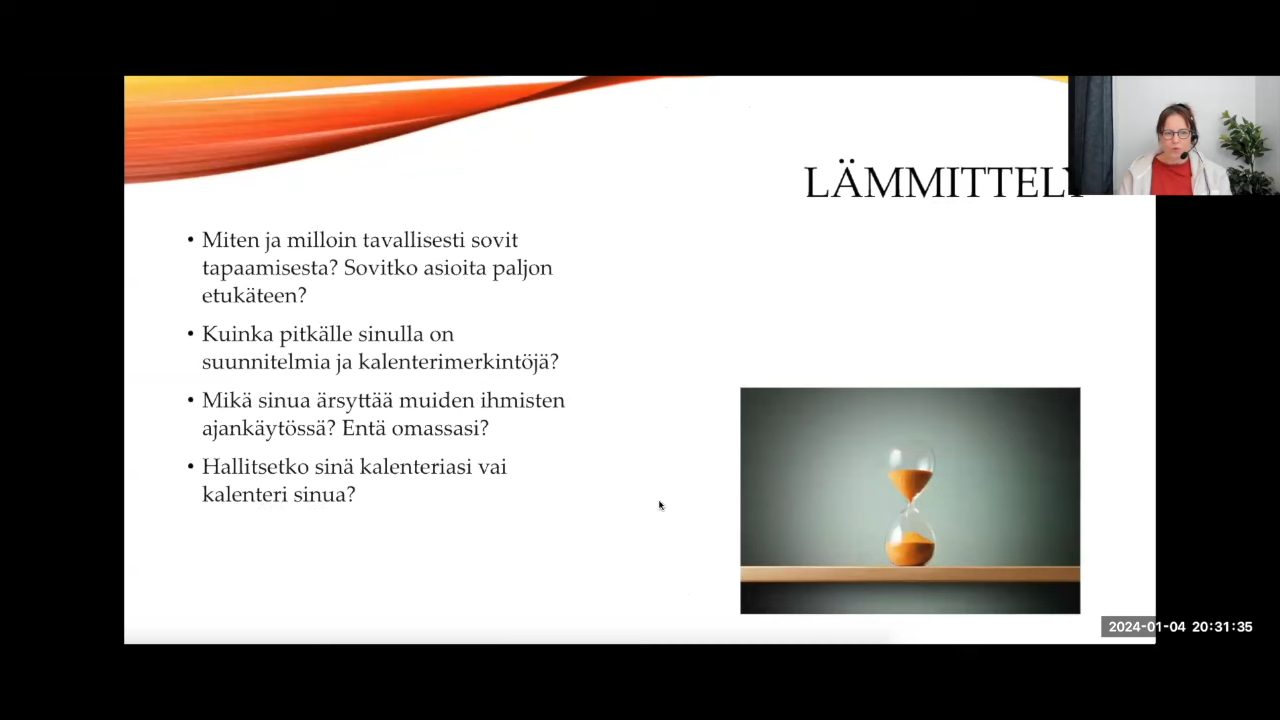 LÄMMITTELY
• Miten ja milloin tavallisesti sovit
tapaamisesta? Sovitko asioita paljon
etukäteen?
• Kuinka pitkälle sinulla on
suunnitelmia ja kalenterimerkintöjä?
• Mikä sinua ärsyttää muiden ihmisten
ajankäytössä? Entä omassasi?
• Hallitsetko sinä kalenteriasi vai
kalenteri sinua?
2024-01-04 20:31:35